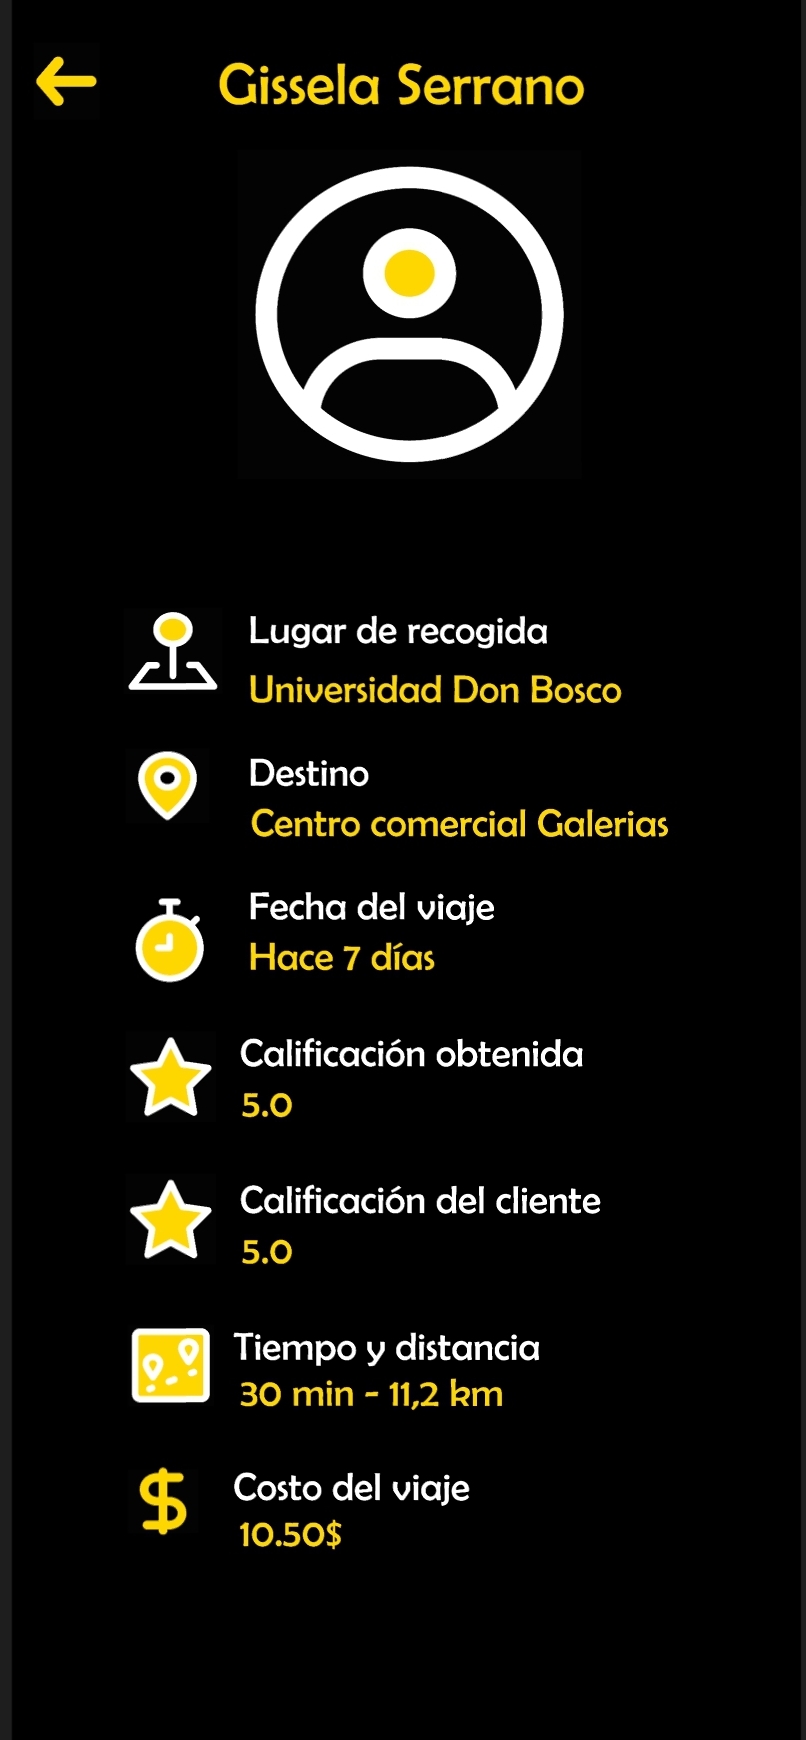 Gissela Serrano
Lugar de recogida
Universidad Don Bosco
Destino
Centro comercial Galerias
Fecha del viaje
Hace 7 días
Calificación obtenida
5.0
Calificación del cliente
5.0
Tiempo y distancia
30 min - 11,2 km
$ Costo del viaje
10.50$